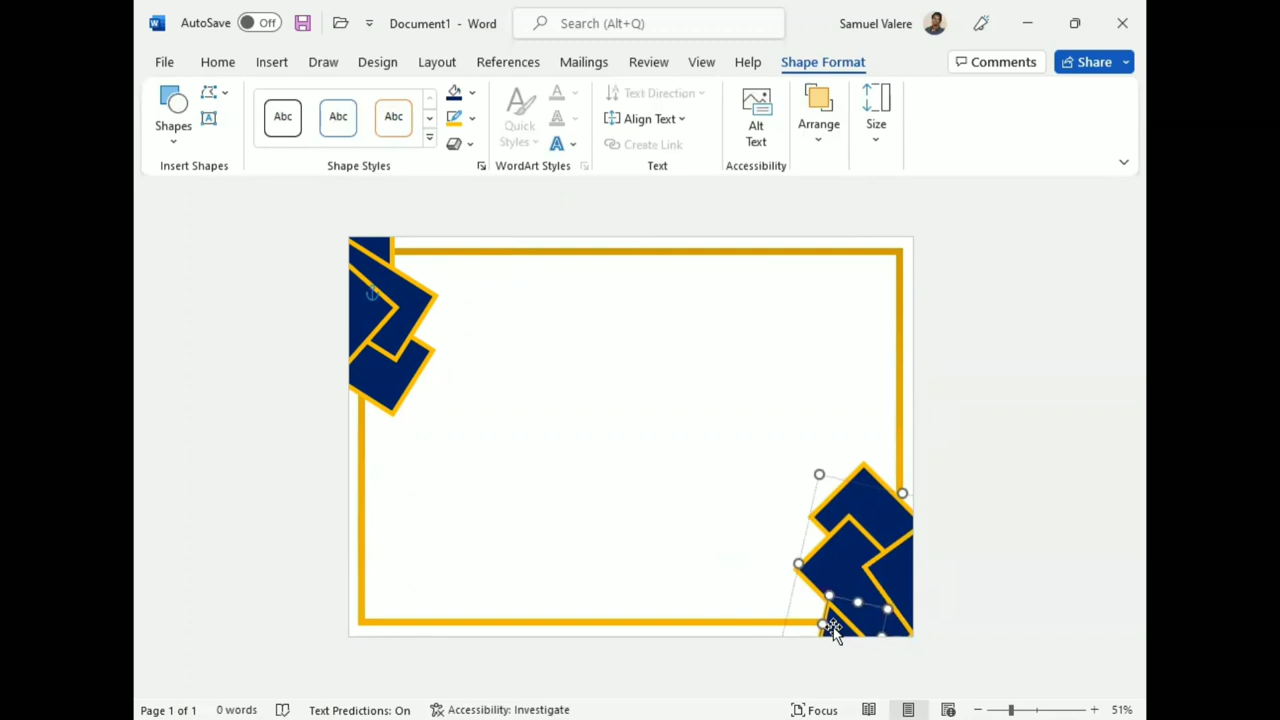 AutoSave Off Document1 - Word Search (Alt+Q) Samuel Valere
File Home Insert Draw Design Layout References Mailings Review View Help Shape Format Comments Share
Shapes
Abc Abc Abc
Quick
Styles
Text Direction
Align Text
Create Link
Alt
Text
Arrange
Size
Insert Shapes Shape Styles WordArt Styles Text Accessibility
Page 1 of 1 0 words Text Predictions: On Accessibility: Investigate Focus 51%